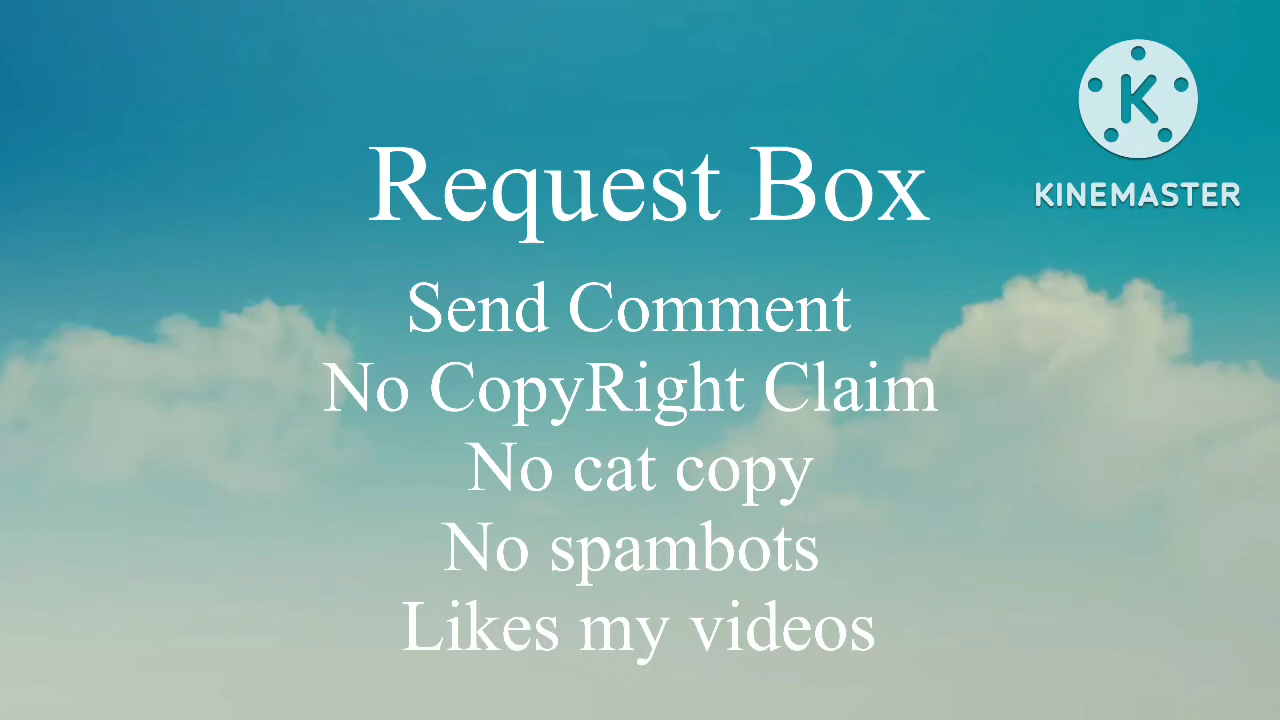 KINEMASTER
Request Box
Send Comment
No CopyRight Claim
No cat copy
No spambots
Likes my videos